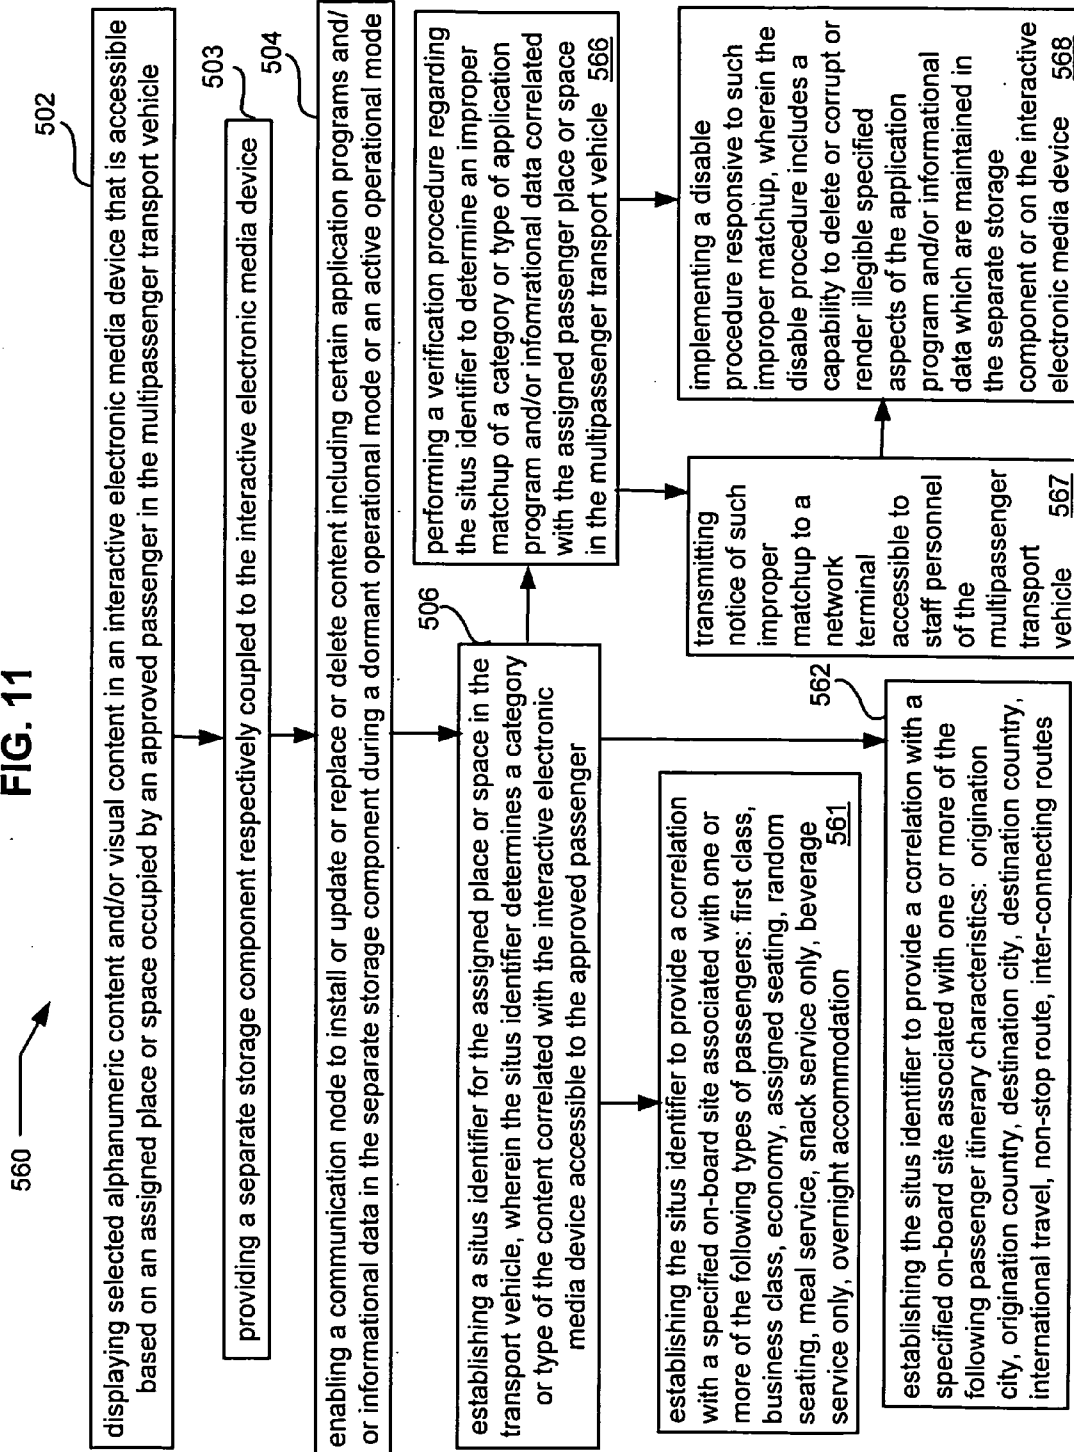 FIG. 11
560
502
displaying selected alphanumeric content and/or visual content in an interactive electronic media device that is accessible
based on an assigned place or space occupied by an approved passenger in the multipassenger transport vehicle
503
providing a separate storage component respectively coupled to the interactive electronic media device
504
enabling a communication node to install or update or replace or delete content including certain application programs and/
or informational data in the separate storage component during a dormant operational mode or an active operational mode
506
establishing a situs identifier for the assigned place or space in the
transport vehicle, wherein the situs identifier determines a category
or type of the content correlated with the interactive electronic
media device accessible to the approved passenger
performing a verification procedure regarding
the situs identifier to determine an improper
matchup of a category or type of application
program and/or infomrational data correlated
with the assigned passenger place or space
in the multipassenger transport vehicle 566
establishing the situs identifier to provide a correlation
with a specified on-board site associated with one or
more of the following types of passengers: first class,
business class, economy, assigned seating, random
seating, meal service, snack service only, beverage
service only, overnight accommodation 561
562
establishing the situs identifier to provide a correlation with a
specified on-board site associated with one or more of the
following passenger itinerary characteristics: origination
city, origination country, destination city, destination country,
international travel, non-stop route, inter-connecting routes
transmitting
notice of such
improper
matchup to a
network
terminal
accessible to
staff personnel
of the
multipassenger
transport
vehicle 567
implementing a disable
procedure responsive to such
improper matchup, wherein the
disable procedure includes a
capability to delete or corrupt or
render illegible specified
aspects of the application
program and/or informational
data which are maintained in
the separate storage
component or on the interactive
electronic media device 568